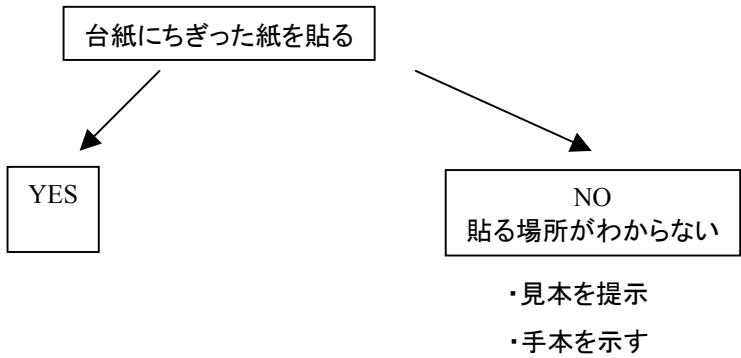 台紙にちぎった紙を貼る
YES
NO
貼る場所がわからない
・見本を提示
・手本を示す